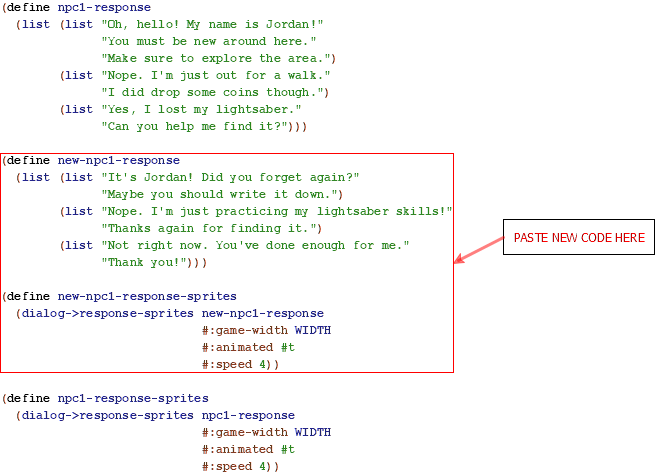 (define npc1-response
(list (list "Oh, hello! My name is Jordan!"
"You must be new around here."
"Make sure to explore the area.")
(list "Nope. I'm just out for a walk."
"I did drop some coins though.")
(list "Yes, I lost my lightsaber."
"Can you help me find it?")))
(define new-npc1-response
(list (list "It's Jordan! Did you forget again?"
"Maybe you should write it down.")
(list "Nope. I'm just practicing my lightsaber skills!"
"Thanks again for finding it.")
(list "Not right now. You've done enough for me."
"Thank you!")))
(define new-npc1-response-sprites
(dialog->response-sprites new-npc1-response
#:game-width WIDTH
#:animated #t
#:speed 4))
PASTE NEW CODE HERE
(define npc1-response-sprites
(dialog->response-sprites npc1-response
#:game-width WIDTH
#:animated #t
#:speed 4))